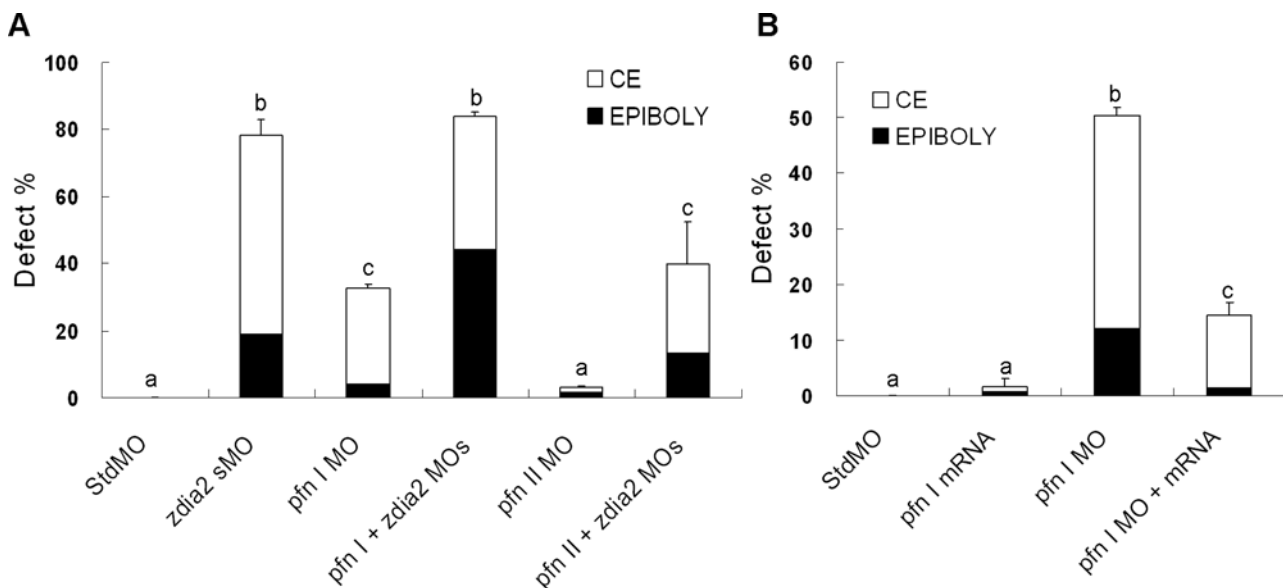 A
Defect %
100
80
60
40
20
0
CE
EPIBOLY
a
b
c
b
a
c
StdMO
zdia2 sMO
pfn I MO
pfn I + zdia2 MOs
pfn II MO
pfn II + zdia2 MOs
B
Defect %
60
50
40
30
20
10
0
CE
EPIBOLY
a
a
b
c
StdMO
pfn I mRNA
pfn I MO
pfn I MO + mRNA